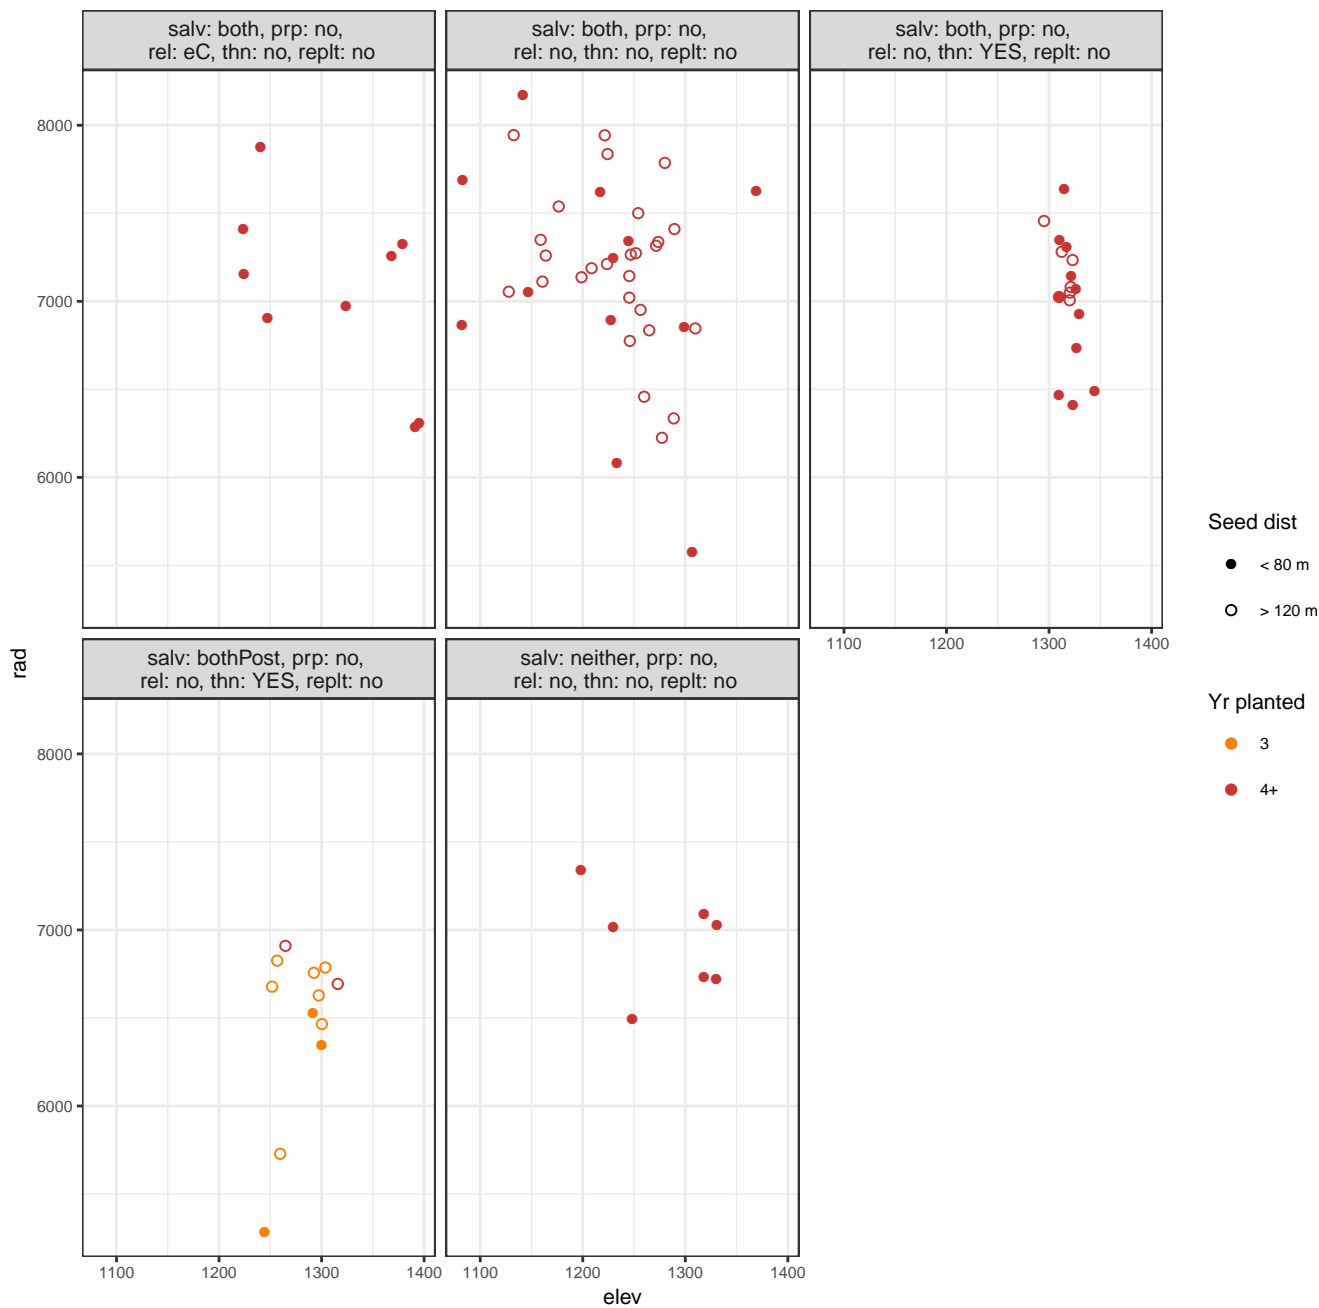 salv: both, prp: no,
rel: eC, thn: no, replt: no
salv: both, prp: no,
rel: no, thn: no, replt: no
salv: both, prp: no,
rel: no, thn: YES, replt: no
8000
7000
6000
1100 1200 1300 1400
salv: bothPost, prp: no,
rel: no, thn: YES, replt: no
salv: neither, prp: no,
rel: no, thn: no, replt: no
8000
7000
6000
1100 1200 1300 1400
1100 1200 1300 1400
elev
rad
Seed dist
< 80 m
> 120 m
Yr planted
3
4+